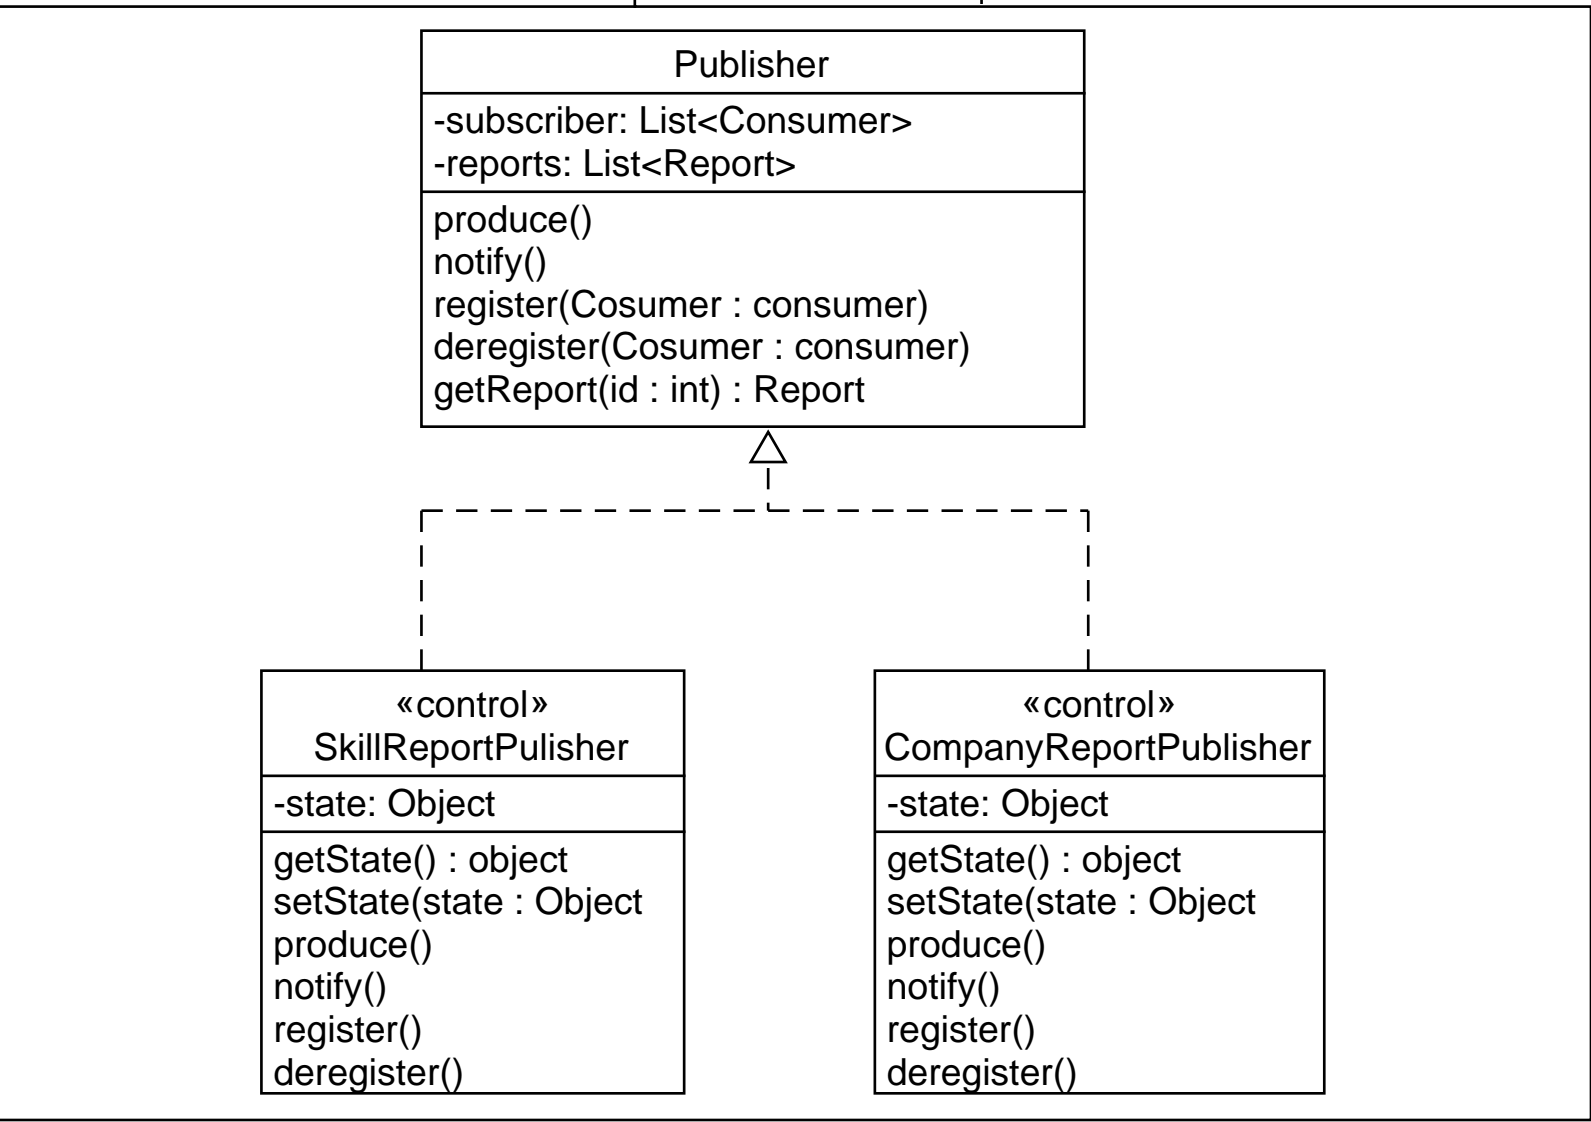 Publisher
-subscriber: List<Consumer>
-reports: List<Report>
produce()
notify()
register(Cosumer : consumer)
deregister(Cosumer : consumer)
getReport(id : int) : Report
«control»
SkillReportPulisher
-state: Object
getState() : object
setState(state : Object
produce()
notify()
register()
deregister()
«control»
CompanyReportPublisher
-state: Object
getState() : object
setState(state : Object
produce()
notify()
register()
deregister()